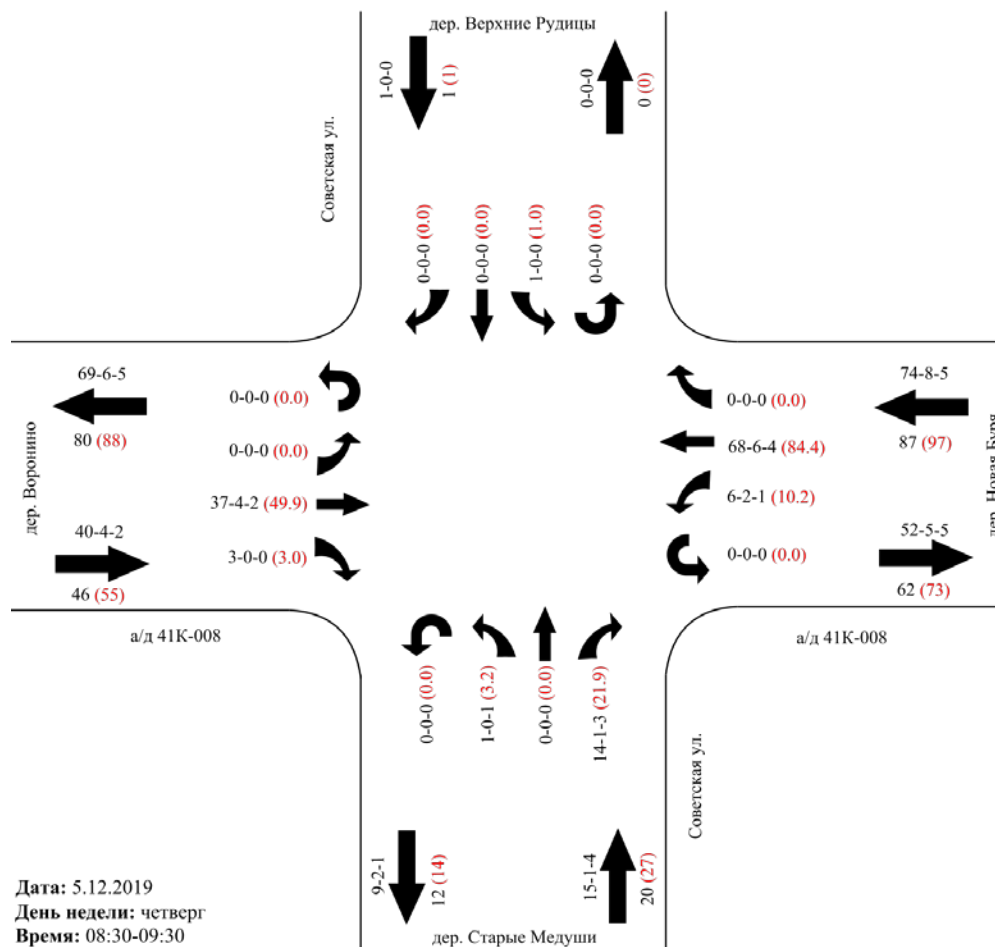 дер. Верхние Рудицы
1-0-0
1 (1)
0-0-0
0 (0)
Советская ул.
0-0-0 (0.0)
0-0-0 (0.0)
1-0-0 (1.0)
0-0-0 (0.0)
69-6-5
80 (88)
дер. Воронино
40-4-2
46 (55)
а/д 41К-008
0-0-0 (0.0)
0-0-0 (0.0)
37-4-2 (49.9)
3-0-0 (3.0)
0-0-0 (0.0)
68-6-4 (84.4)
6-2-1 (10.2)
0-0-0 (0.0)
74-8-5
87 (97)
дер. Новая Буря
52-5-5
62 (73)
а/д 41К-008
0-0-0 (0.0)
1-0-1 (3.2)
0-0-0 (0.0)
14-1-3 (21.9)
Советская ул.
9-2-1
12 (14)
15-1-4
20 (27)
Дата: 5.12.2019
День недели: четверг
Время: 08:30-09:30
дер. Старые Медуши